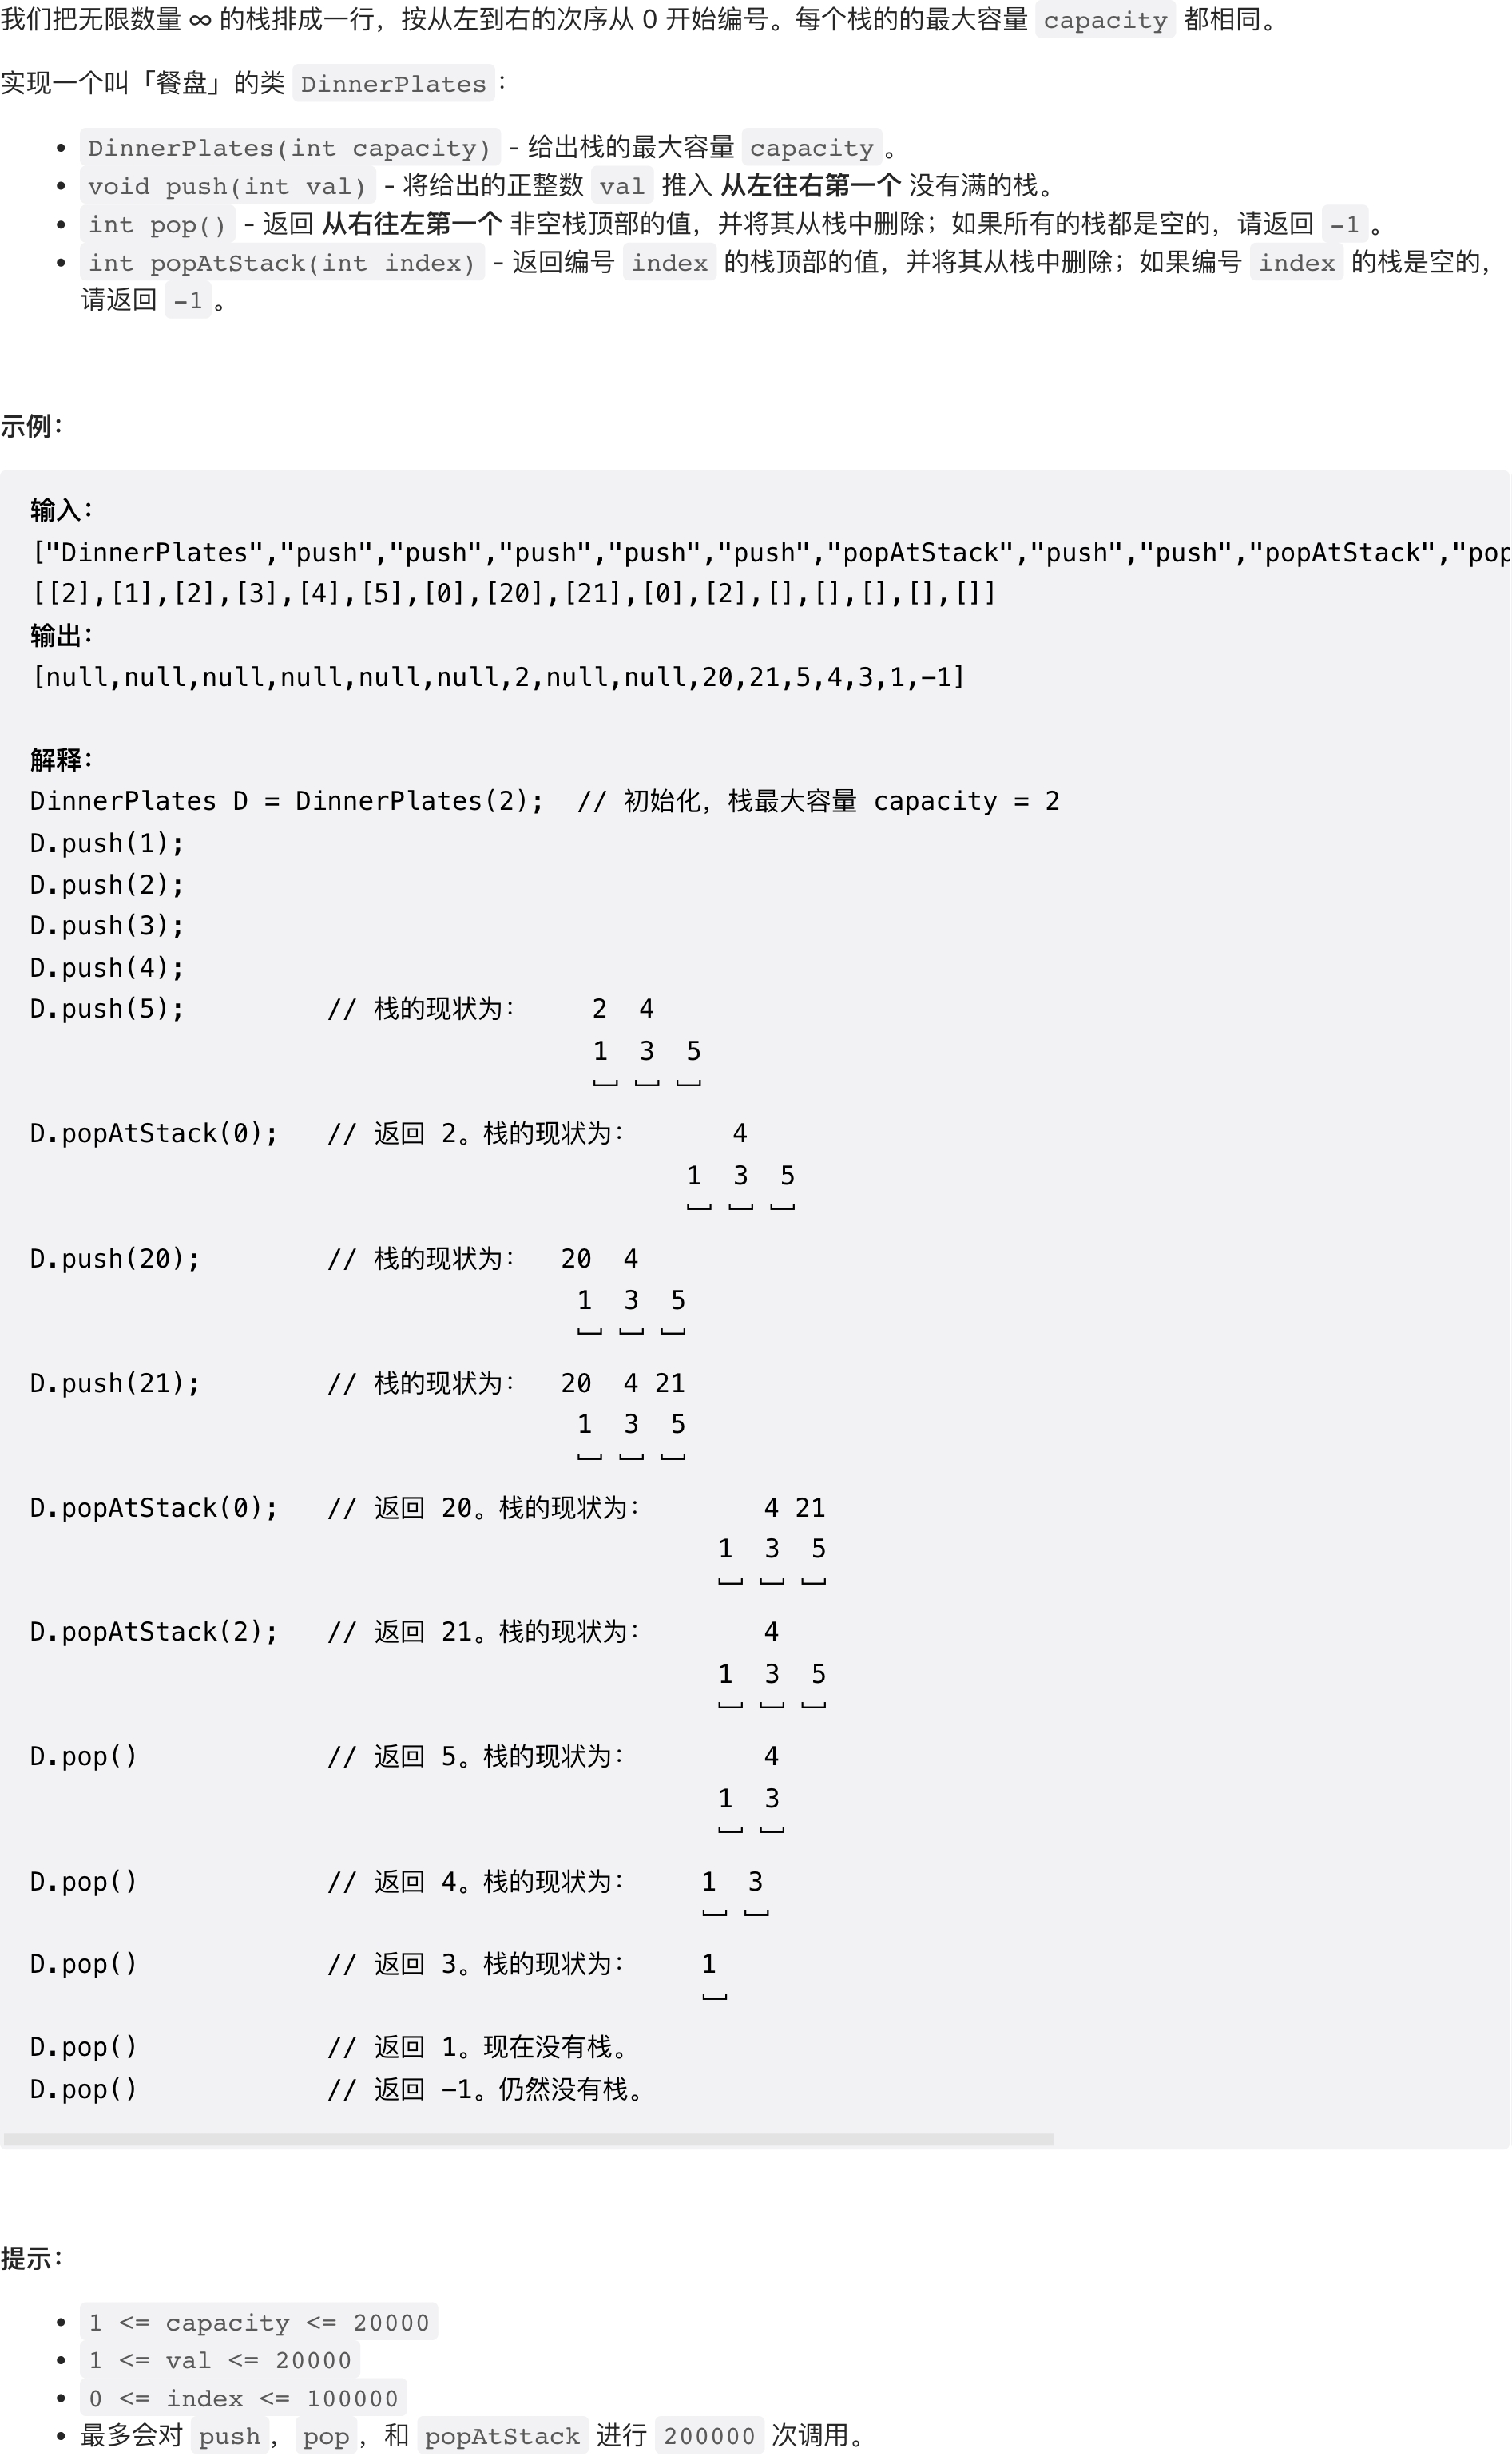 我们把无限数量 ∞ 的栈排成一行，按从左到右的次序从 0 开始编号。每个栈的的最大容量 capacity 都相同。
实现一个叫「餐盘」的类 DinnerPlates：
• DinnerPlates(int capacity) - 给出栈的最大容量 capacity。
• void push(int val) - 将给出的正整数 val 推入 从左往右第一个 没有满的栈。
• int pop() - 返回 从右往左第一个 非空栈顶部的值，并将其从栈中删除；如果所有的栈都是空的，请返回 -1。
• int popAtStack(int index) - 返回编号 index 的栈顶部的值，并将其从栈中删除；如果编号 index 的栈是空的，
请返回 -1。
示例：
输入：
["DinnerPlates","push","push","push","push","push","popAtStack","push","push","popAtStack","pop
[[2],[1],[2],[3],[4],[5],[0],[20],[21],[0],[2],[],[],[],[],[]]
输出：
[null,null,null,null,null,null,2,null,null,20,21,5,4,3,1,-1]
解释：
DinnerPlates D = DinnerPlates(2);  // 初始化，栈最大容量 capacity = 2
D.push(1);
D.push(2);
D.push(3);
D.push(4);
D.push(5);         // 栈的现状为：    2  4
1  3  5
﹈ ﹈ ﹈
D.popAtStack(0);   // 返回 2。栈的现状为：      4
1  3  5
﹈ ﹈ ﹈
D.push(20);        // 栈的现状为：  20  4
1  3  5
﹈ ﹈ ﹈
D.push(21);        // 栈的现状为：  20  4 21
1  3  5
﹈ ﹈ ﹈
D.popAtStack(0);   // 返回 20。栈的现状为：       4 21
1  3  5
﹈ ﹈ ﹈
D.popAtStack(2);   // 返回 21。栈的现状为：       4
1  3  5
﹈ ﹈ ﹈
D.pop()            // 返回 5。栈的现状为：        4
1  3
﹈ ﹈
D.pop()            // 返回 4。栈的现状为：    1  3
﹈ ﹈
D.pop()            // 返回 3。栈的现状为：    1
﹈
D.pop()            // 返回 1。现在没有栈。
D.pop()            // 返回 -1。仍然没有栈。
提示：
• 1 <= capacity <= 20000
• 1 <= val <= 20000
• 0 <= index <= 100000
• 最多会对 push，pop，和 popAtStack 进行 200000 次调用。